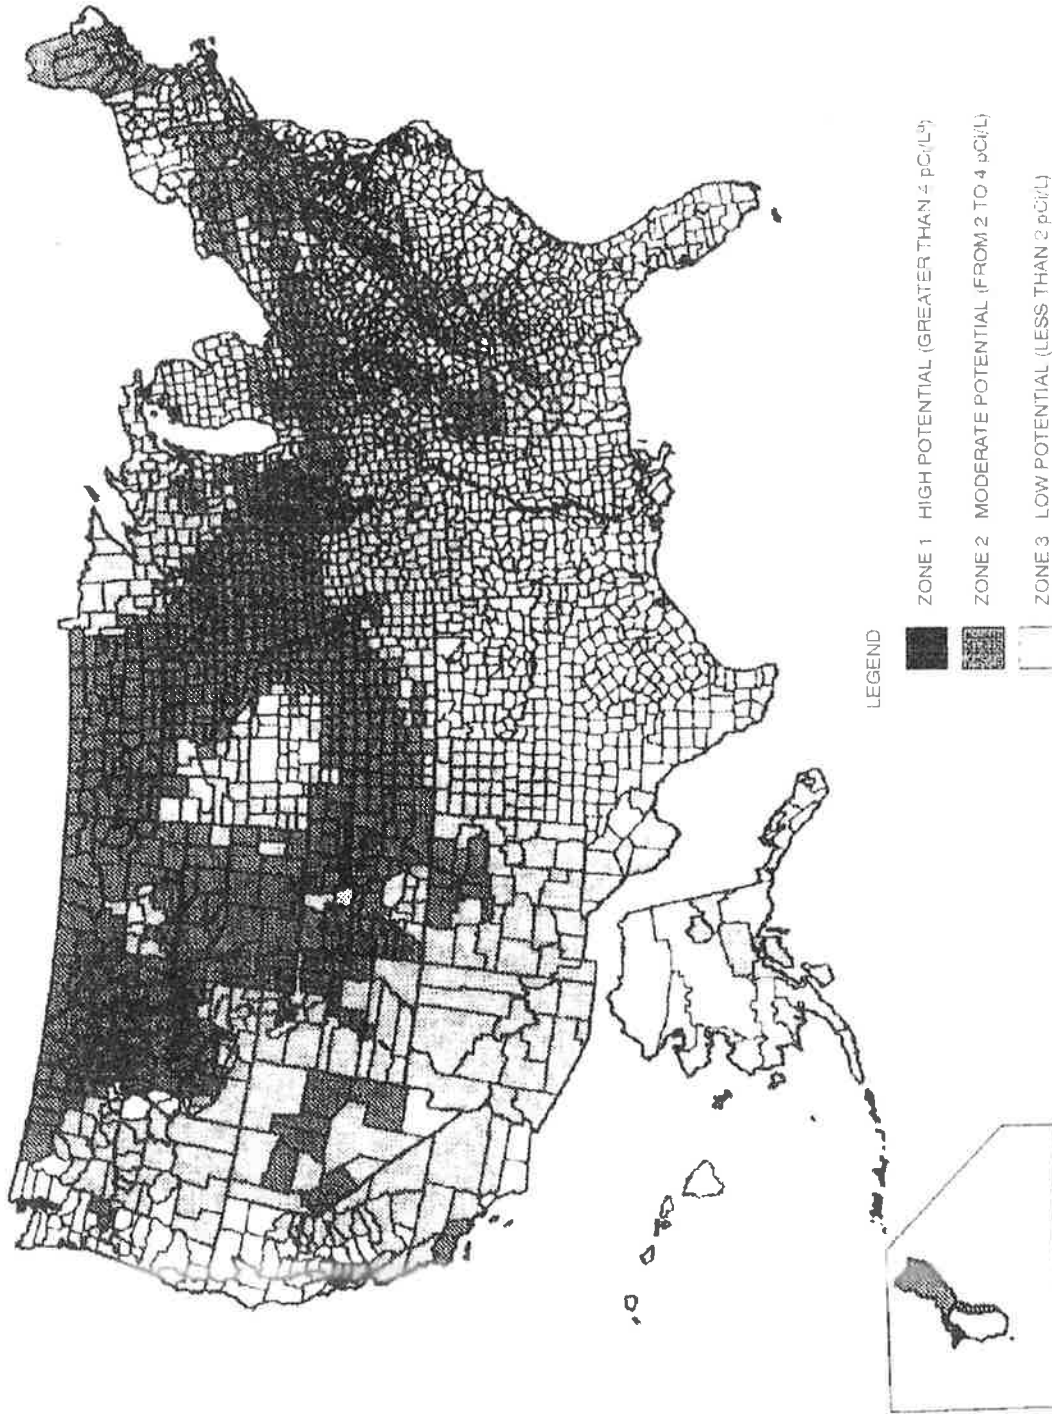 LEGEND
ZONE 1 HIGH POTENTIAL (GREATER THAN 4 pCi/Lª)
ZONE 2 MODERATE POTENTIAL (FROM 2 TO 4 pCi/L)
ZONE 3 LOW POTENTIAL (LESS THAN 2 pCi/L)